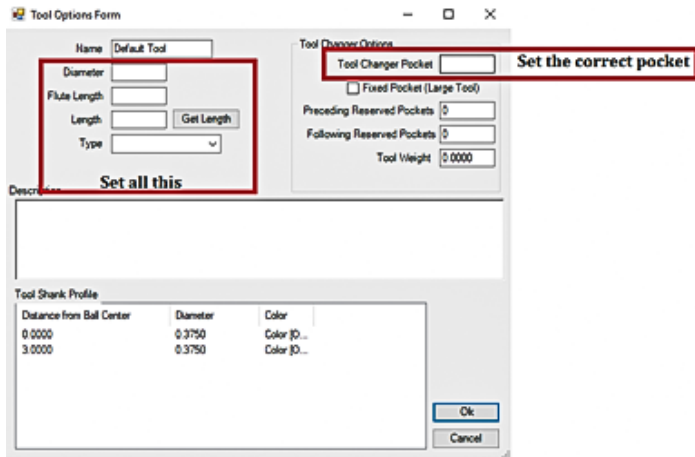 Tool Options Form
Name Default Tool
Diameter
Flute Length
Length Get Length
Type
Set all this
Tool Changer Options
Tool Changer Pocket
Set the correct pocket
Fixed Pocket (Large Tool)
Preceding Reserved Pockets 0
Following Reserved Pockets 0
Tool Weight 0.0000
Description
Tool Shank Profile
Distance from Ball Center Diameter Color
0.0000 0.3750 Color [O...
3.0000 0.3750 Color [O...
Ok
Cancel